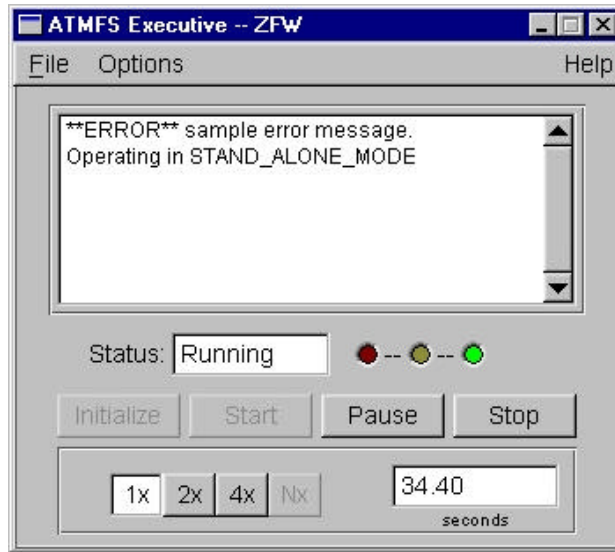 ATMFS Executive -- ZFW
File Options Help
**ERROR** sample error message.
Operating in STAND_ALONE_MODE
Status: Running -- --
Initialize Start Pause Stop
1x 2x 4x Nx 34.40
seconds